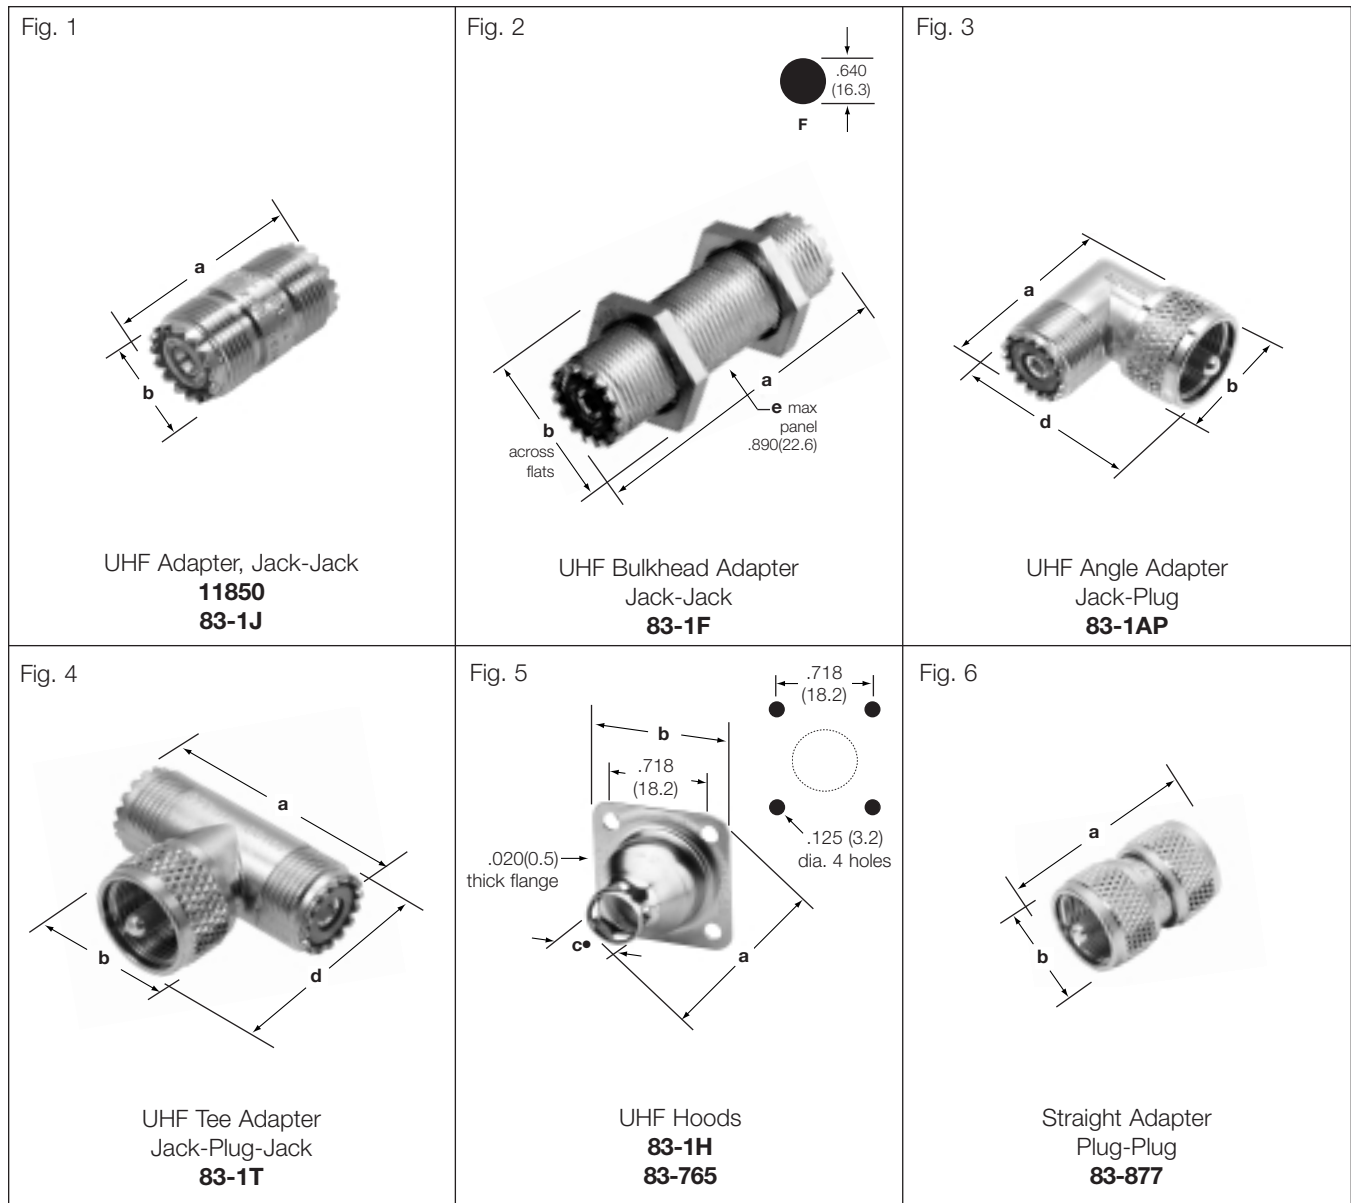 Fig. 1
a
b
UHF Adapter, Jack-Jack
11850
83-1J
Fig. 2
.640
(16.3)
F
a
b
across
flats
e max
panel
.890(22.6)
UHF Bulkhead Adapter
Jack-Jack
83-1F
Fig. 3
a
b
d
UHF Angle Adapter
Jack-Plug
83-1AP
Fig. 4
a
b
d
UHF Tee Adapter
Jack-Plug-Jack
83-1T
Fig. 5
.718
(18.2)
b
.718
(18.2)
.020(0.5)
thick flange
.125 (3.2)
dia. 4 holes
c•
a
UHF Hoods
83-1H
83-765
Fig. 6
a
b
Straight Adapter
Plug-Plug
83-877